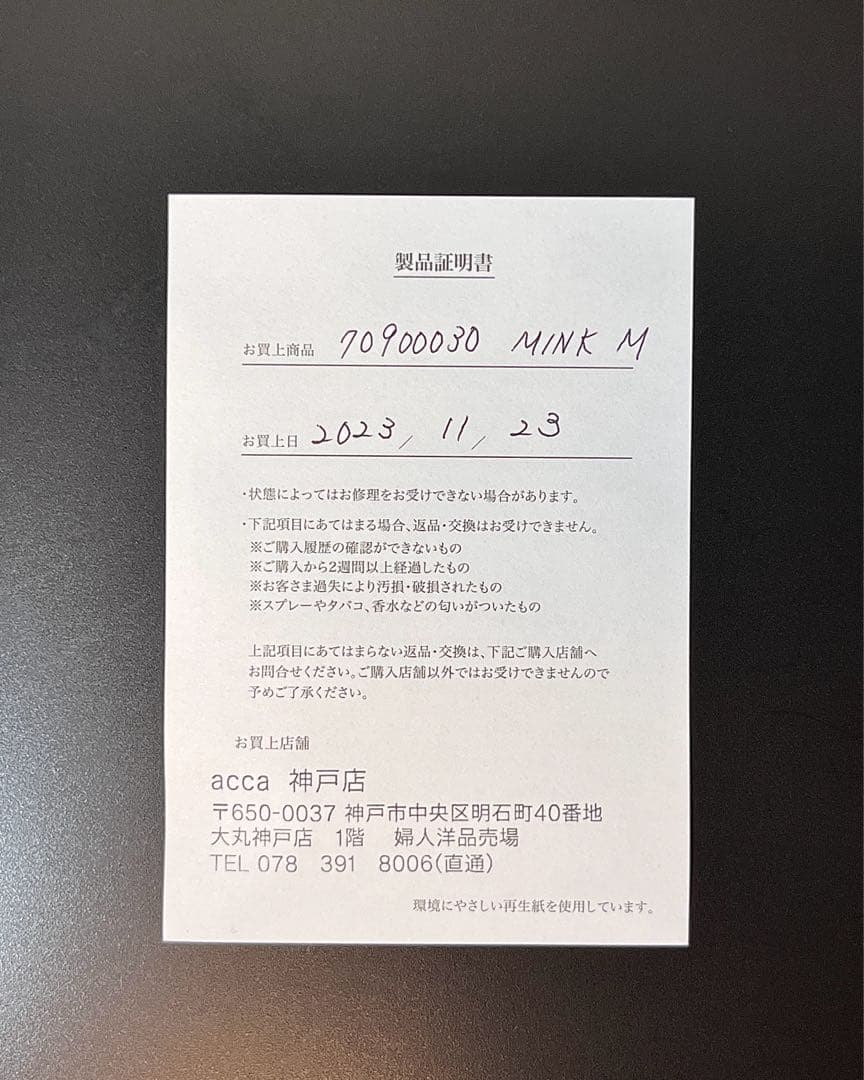 製品証明書
お買上商品 70900030 MINK M
お買上日 2023, 11, 23
・状態によってはお修理をお受けできない場合があります。
・下記項目にあてはまる場合、返品・交換はお受けできません。
※ご購入履歴の確認ができないもの
※ご購入から2週間以上経過したもの
※お客さま過失により汚損・破損されたもの
※スプレーやタバコ、香水などの匂いがついたもの
上記項目にあてはまらない返品・交換は、下記ご購入店舗へ
お問合せください。ご購入店舗以外ではお受けできませんので
予めご了承ください。
お買上店舗
acca 神戸店
〒650-0037 神戸市中央区明石町40番地
大丸神戸店 1階 婦人洋品売場
TEL 078 391 8006(直通)
環境にやさしい再生紙を使用しています。